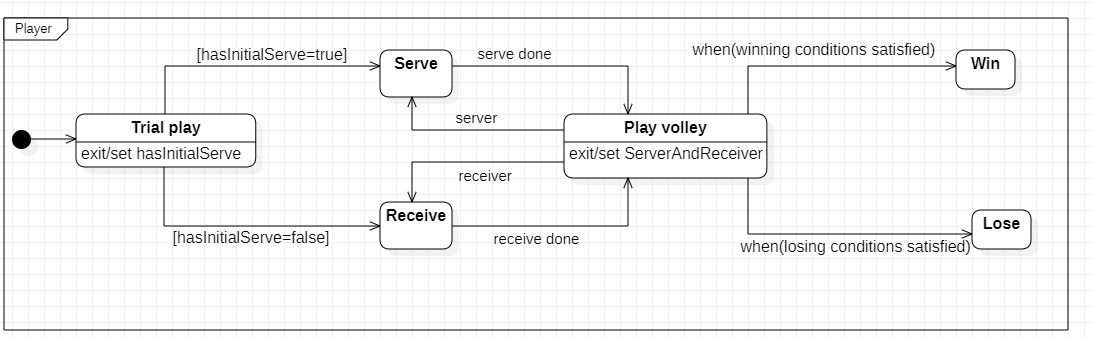 Player
[hasInitialServe=true]
Serve
serve done
when(winning conditions satisfied)
Win
Trial play
exit/set hasInitialServe
server
Play volley
exit/set ServerAndReceiver
receiver
Receive
[hasInitialServe=false]
receive done
Lose
when(losing conditions satisfied)